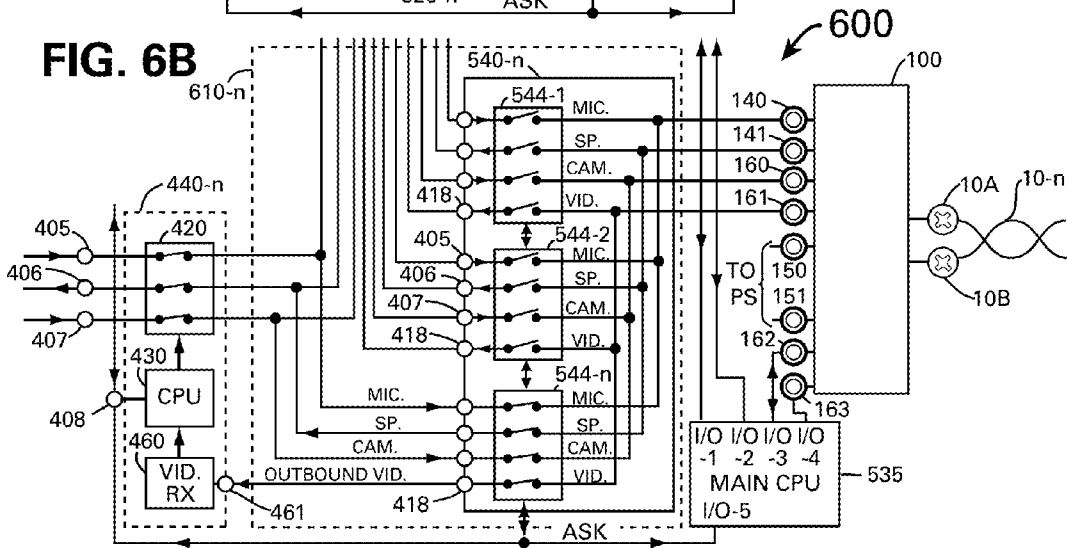 ASK
600
FIG. 6B
610-n
540-n
100
544-1
MIC.
140
SP.
141
CAM.
160
VID.
161
440-n
418
10A
10-n
420
405
544-2
405
MIC.
406
SP.
150
406
TO
PS
10B
407
CAM.
151
407
418
VID.
162
430
544-n
CPU
MIC.
MIC.
163
408
SP.
SP.
I/O
-1
I/O
-2
I/O
-3
I/O
-4
460
CAM.
CAM.
535
VID.
RX
OUTBOUND VID.
VID.
MAIN CPU
461
418
I/O-5
ASK